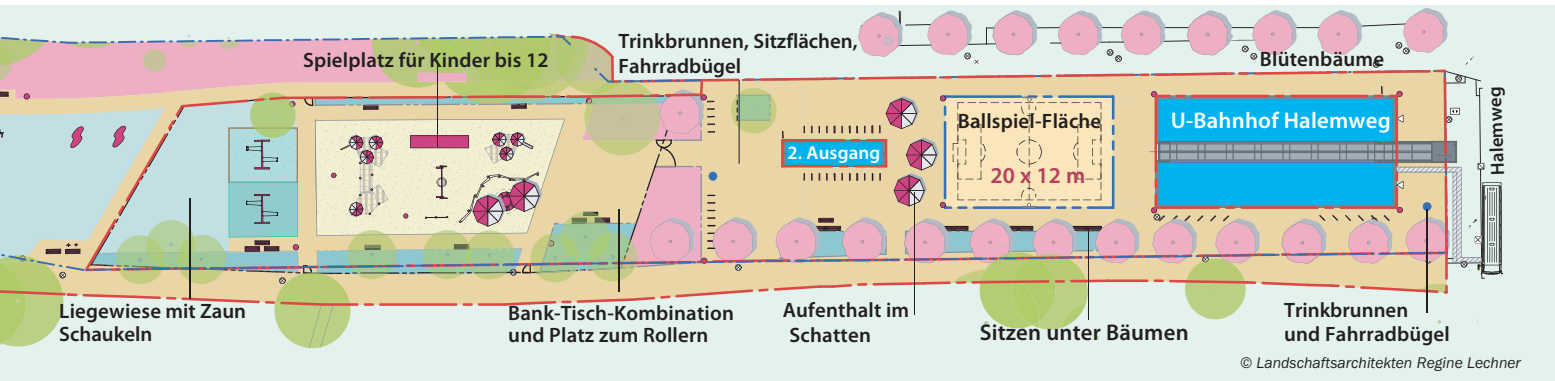 Trinkbrunnen, Sitzflächen,
Fahrradbügel
Spielplatz für Kinder bis 12
Blütenbäume
Ballspiel-Fläche
20 x 12 m
U-Bahnhof Halemweg
2. Ausgang
Halemweg
Liegewiese mit Zaun
Schaukeln
Bank-Tisch-Kombination
und Platz zum Rollern
Aufenthalt im
Schatten
Sitzen unter Bäumen
Trinkbrunnen
und Fahrradbügel
© Landschaftsarchitekten Regine Lechner